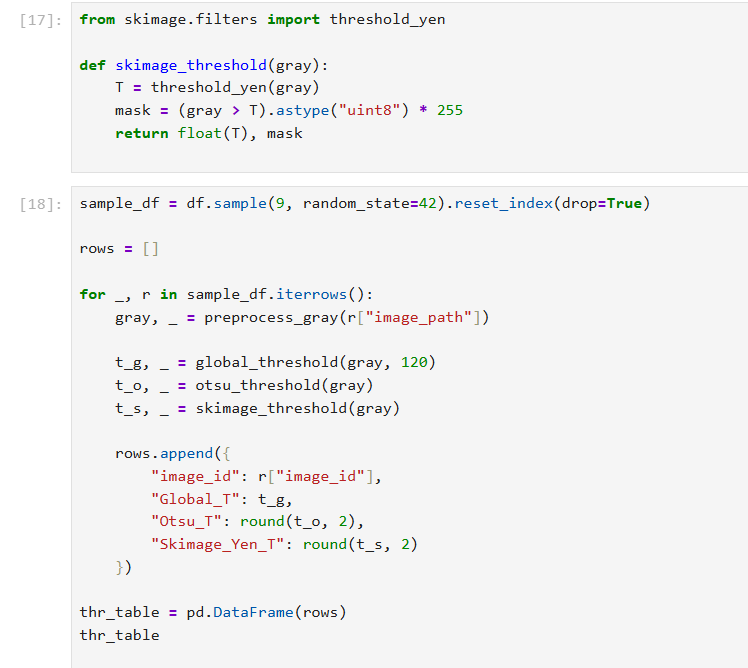 [17]:
from skimage.filters import threshold_yen

def skimage_threshold(gray):
    T = threshold_yen(gray)
    mask = (gray > T).astype("uint8") * 255
    return float(T), mask

[18]:
sample_df = df.sample(9, random_state=42).reset_index(drop=True)

rows = []

for _, r in sample_df.iterrows():
    gray, _ = preprocess_gray(r["image_path"])

    t_g, _ = global_threshold(gray, 120)
    t_o, _ = otsu_threshold(gray)
    t_s, _ = skimage_threshold(gray)

    rows.append({
        "image_id": r["image_id"],
        "Global_T": t_g,
        "Otsu_T": round(t_o, 2),
        "Skimage_Yen_T": round(t_s, 2)
    })

thr_table = pd.DataFrame(rows)
thr_table